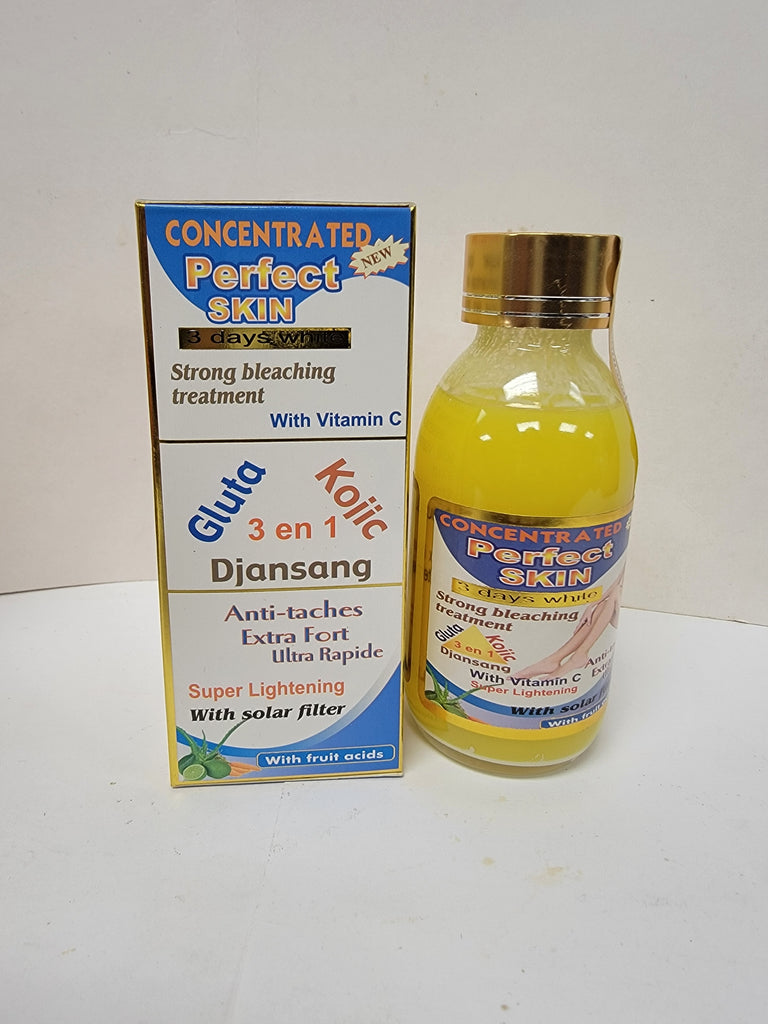 CONCENTRATED
NEW
Perfect
SKIN
3 days white
Strong bleaching
treatment
With Vitamin C
Gluta
Kojic
3 en 1
Djansang
Anti-taches
Extra Fort
Ultra Rapide
Super Lightening
With solar filter
With fruit acids
CONCENTRATED
Perfect
SKIN
3 days white
Strong bleaching
treatment
Gluta
Kojic
3 en 1
Djansang
With Vitamin C
Super Lightening
With solar
With fruit